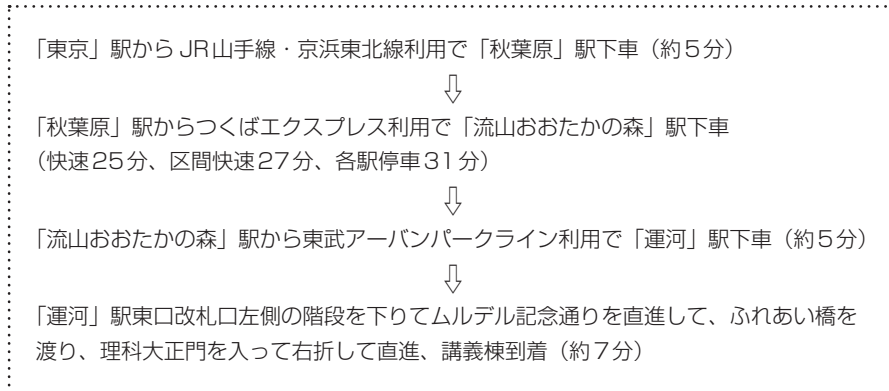 「東京」駅からJR山手線・京浜東北線利用で「秋葉原」駅下車（約5分）
⇩
「秋葉原」駅からつくばエクスプレス利用で「流山おおたかの森」駅下車
（快速25分、区間快速27分、各駅停車31分）
⇩
「流山おおたかの森」駅から東武アーバンパークライン利用で「運河」駅下車（約5分）
⇩
「運河」駅東口改札口左側の階段を下りてムルデル記念通りを直進して、ふれあい橋を
渡り、理科大正門を入って右折して直進、講義棟到着（約7分）